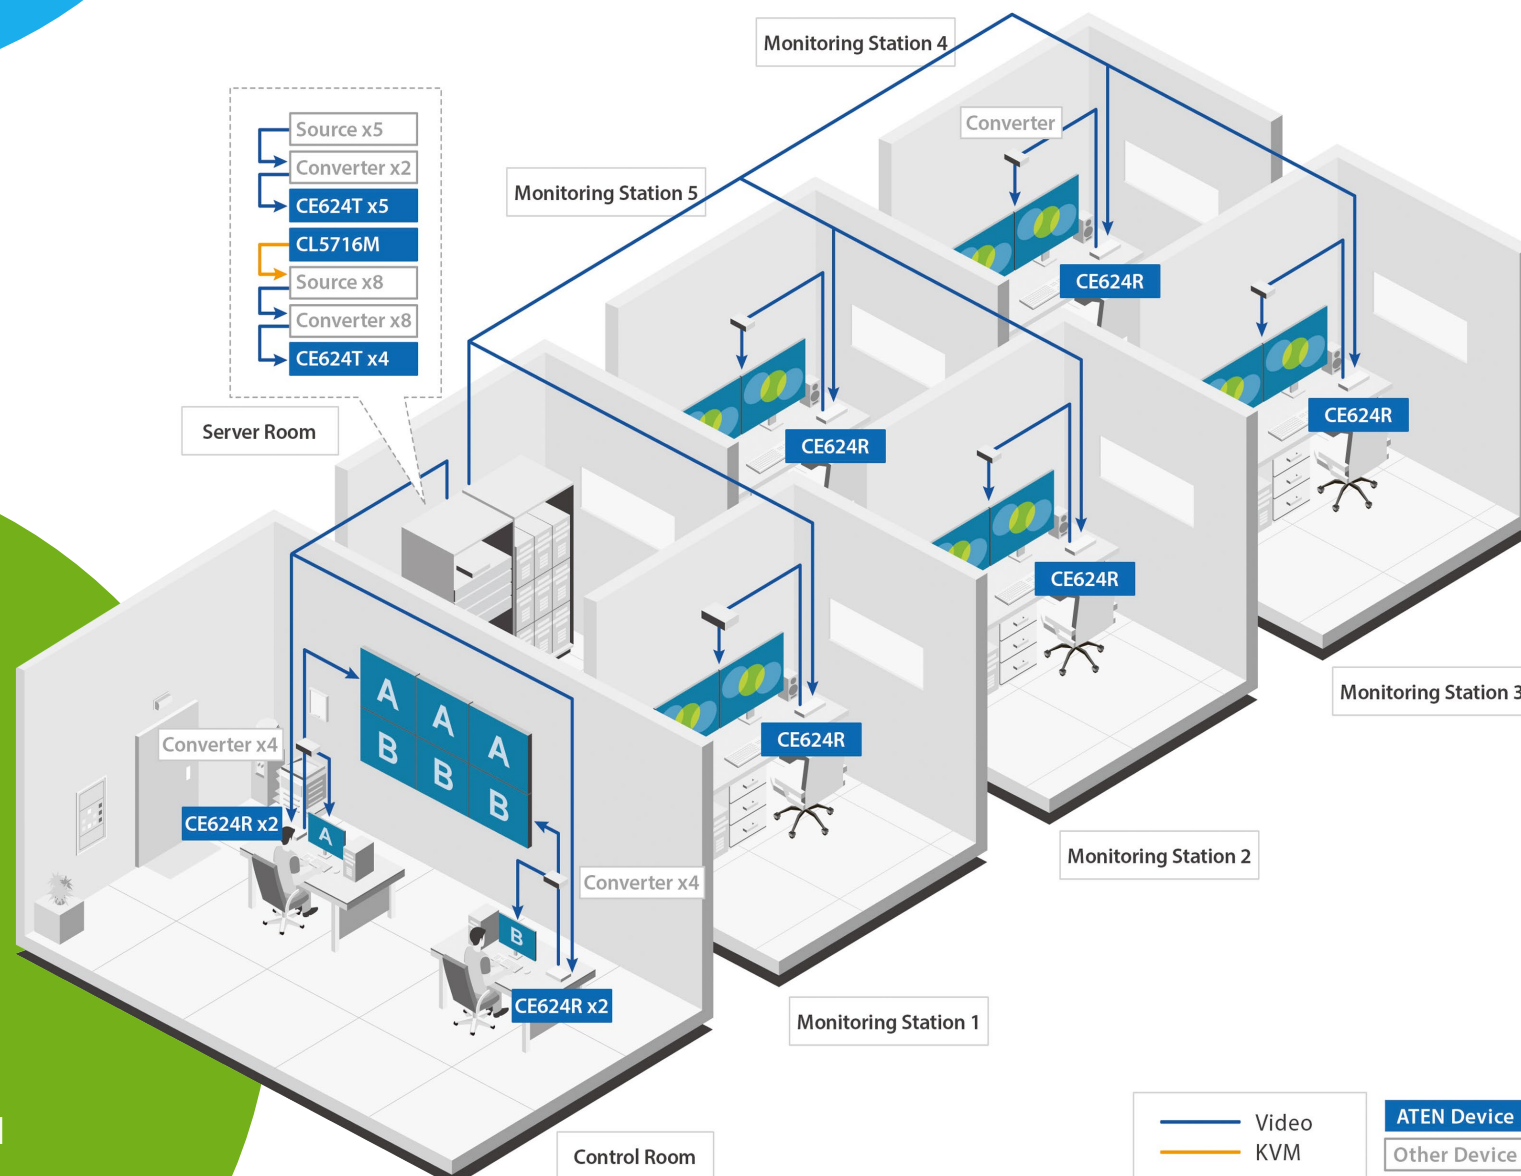 Monitoring Station 4
Source x5
Converter x2
CE624T x5
CL5716M
Source x8
Converter x8
CE624T x4
Server Room
Monitoring Station 5
Converter
CE624R
CE624R
CE624R
CE624R
CE624R
Monitoring Station 3
Monitoring Station 2
Monitoring Station 1
A A A
B B B
Converter x4
CE624R x2
A
Converter x4
B
CE624R x2
Control Room
Video
KVM
ATEN Device
Other Device